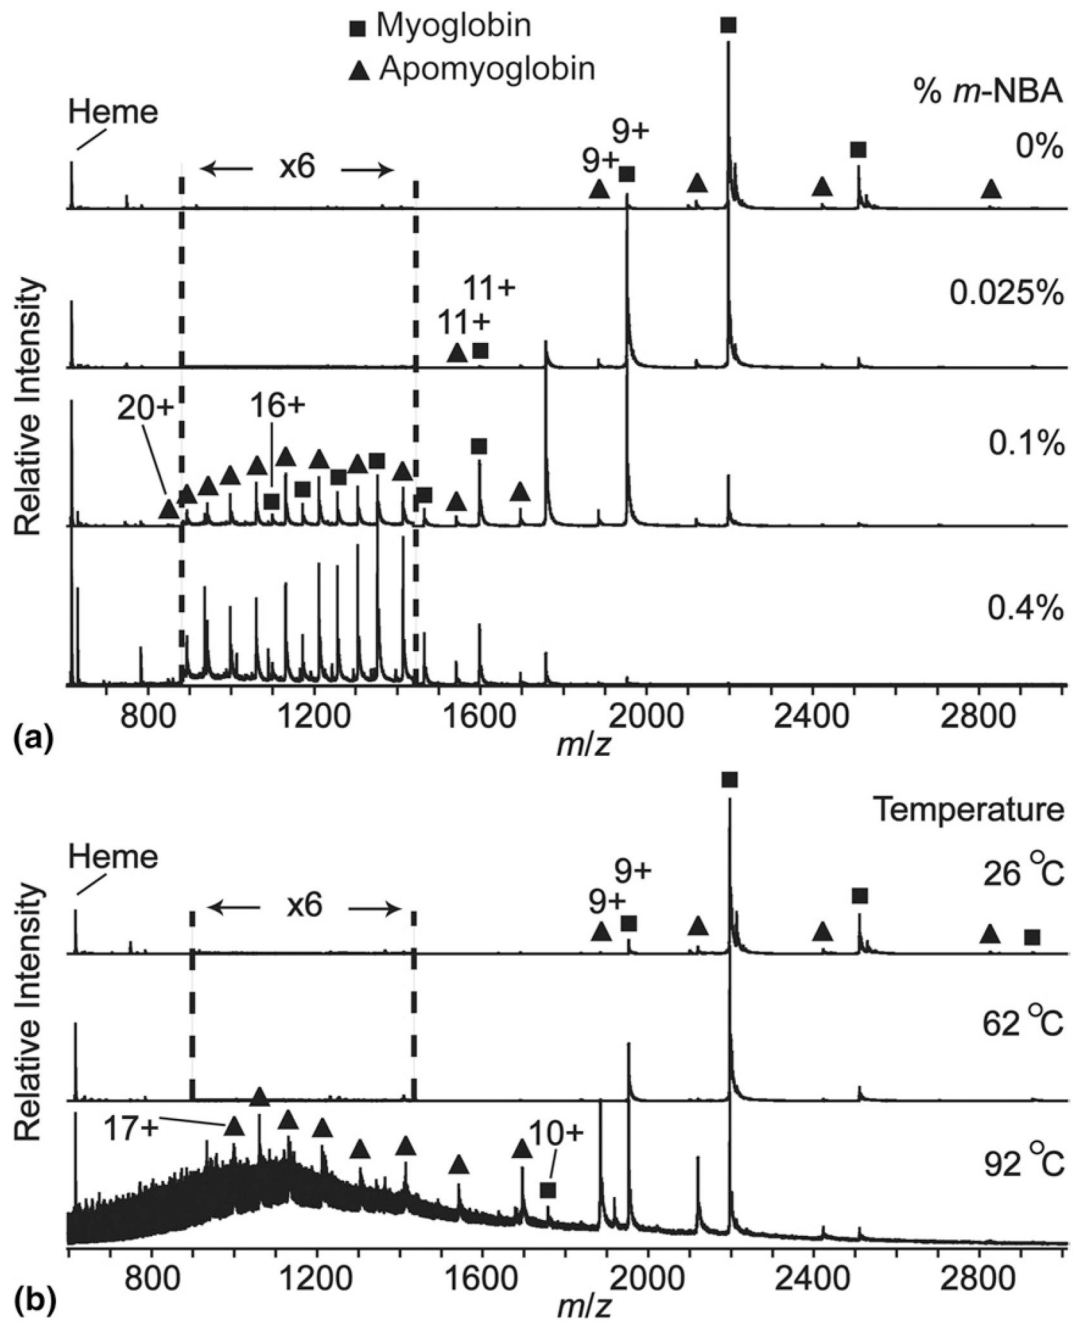 ■ Myoglobin
▲ Apomyoglobin
% m-NBA
Heme
x6
9+
9+
0%
11+
11+
0.025%
20+
16+
0.1%
0.4%
Relative Intensity
800 1200 1600 2000 2400 2800
(a)
m/z
Temperature
Heme
x6
9+
9+
26 °C
62 °C
17+
10+
92 °C
Relative Intensity
800 1200 1600 2000 2400 2800
(b)
m/z